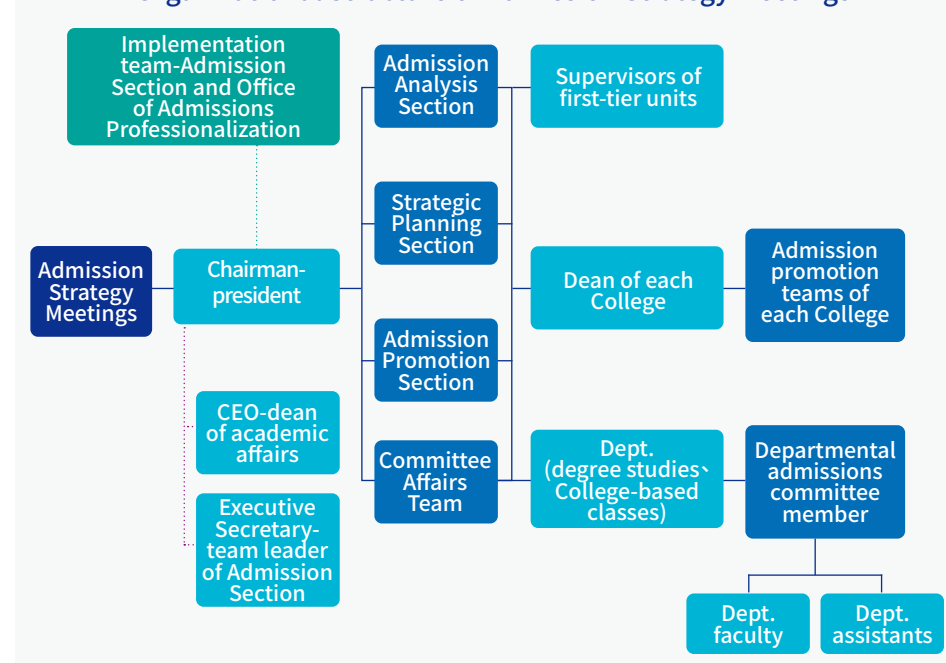 Implementation
team-Admission
Section and Office
of Admissions
Professionalization
Admission
Strategy
Meetings
Chairman-
president
CEO-dean
of academic
affairs
Executive
Secretary-
team leader
of Admission
Section
Admission
Analysis
Section
Strategic
Planning
Section
Admission
Promotion
Section
Committee
Affairs
Team
Supervisors of
first-tier units
Dean of each
College
Admission
promotion
teams of
each College
Dept.
(degree studies、
College-based
classes)
Departmental
admissions
committee
member
Dept.
faculty
Dept.
assistants